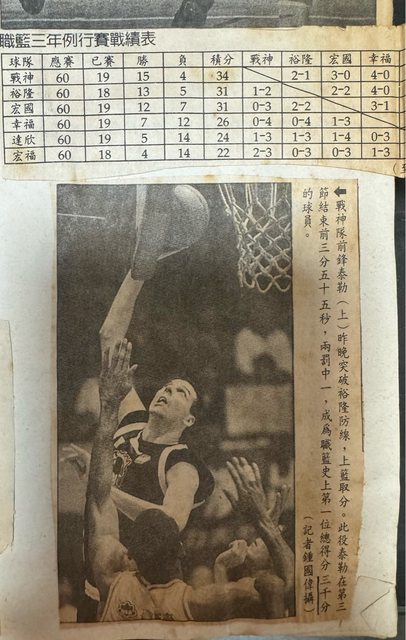 職籃三年例行賽戰績表
球隊 應賽 已賽 勝 負 積分 戰神 裕隆 宏國 幸福
戰神 60 19 15 4 34 2-1 3-0 4-0
裕隆 60 18 13 5 31 1-2 2-2 4-0
宏國 60 19 12 7 31 0-3 2-2 3-1
幸福 60 19 7 12 26 0-4 0-4 1-3
達欣 60 19 5 14 24 1-3 1-3 1-4 0-3
宏福 60 18 4 14 22 2-3 0-3 0-3 1-3
←戰神隊前鋒泰勒(上)昨晚突破裕隆防線,上籃取分。此役泰勒在第三
節結束前三分五十五秒,兩罰中一,成為職籃史上第一位總得分三千分
的球員。
(記者鍾國偉攝)